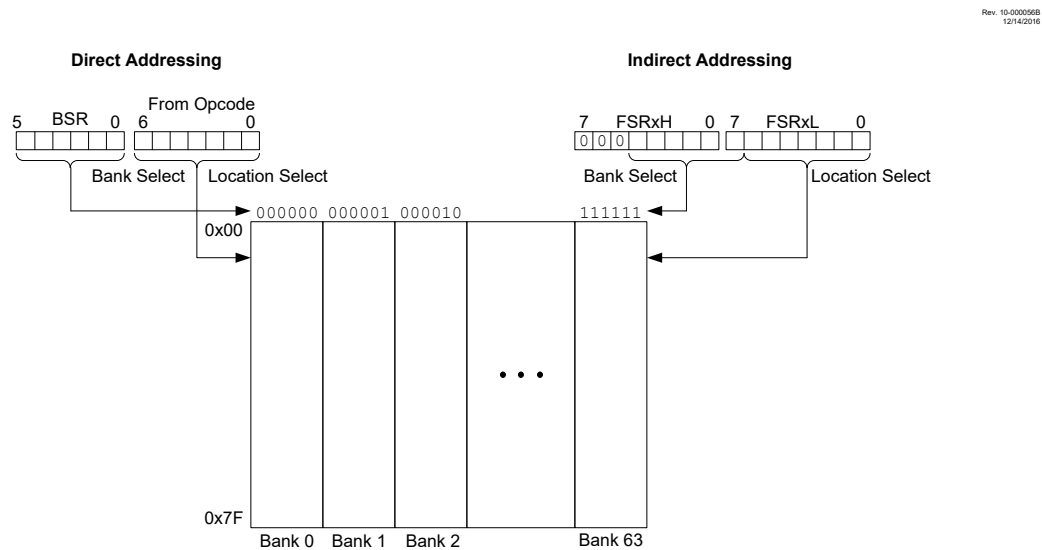 Rev. 10-000056B
12/14/2016
Direct Addressing
Indirect Addressing
From Opcode
5 BSR 0 6 0
7 FSRxH 0 7 FSRxL 0
0 0 0
Bank Select Location Select
Bank Select Location Select
000000 000001 000010 111111
0x00
0x7F
Bank 0 Bank 1 Bank 2 Bank 63